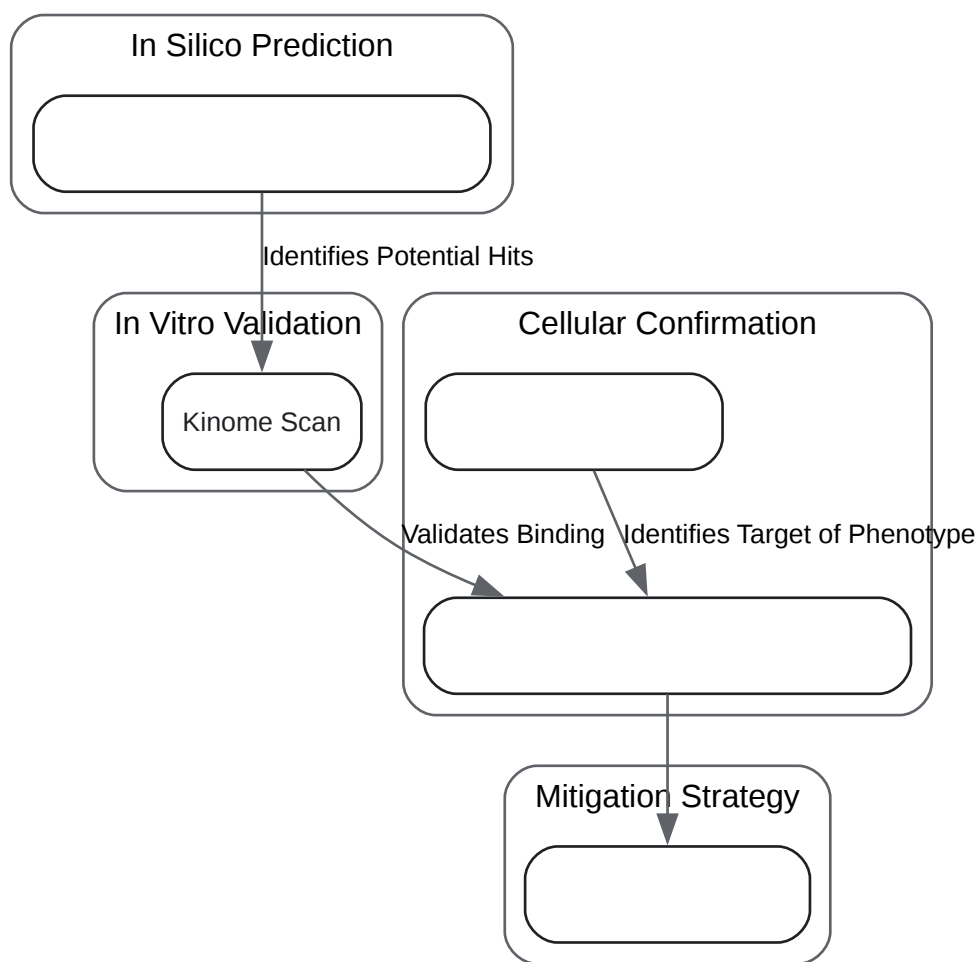 In Silico Prediction
Identifies Potential Hits
In Vitro Validation
Cellular Confirmation
Kinome Scan
Validates Binding
Identifies Target of Phenotype
Mitigation Strategy